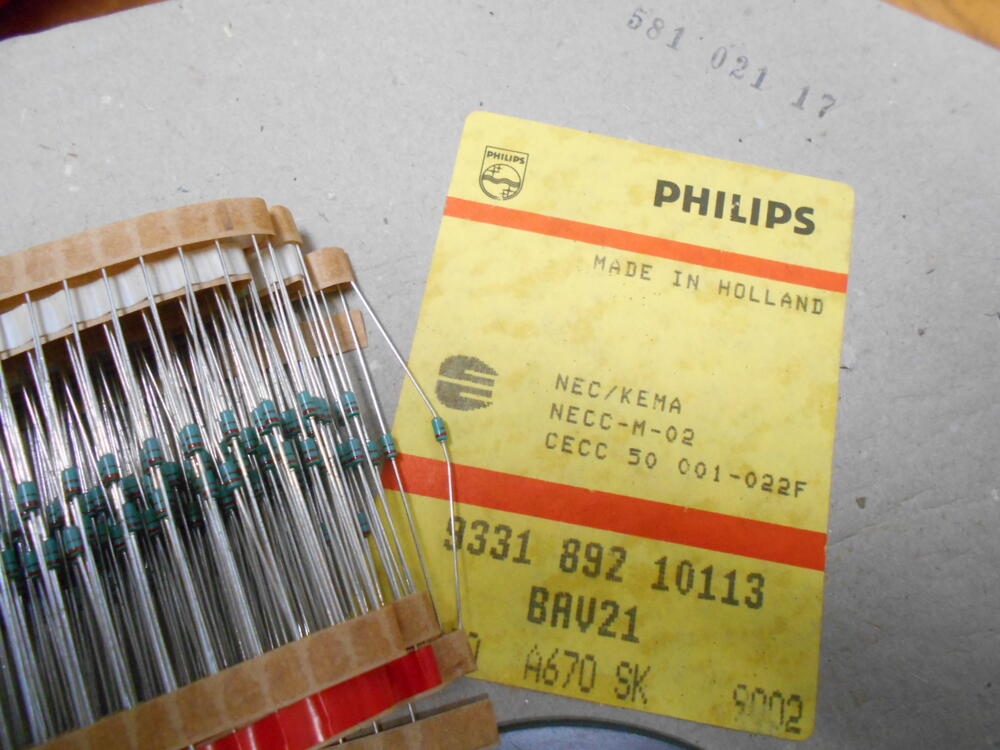 581 021 17
PHILIPS
PHILIPS
MADE IN HOLLAND
NEC/KEMA
NECC-M-02
CECC 50 001-022F
9331 892 10113
BAV21
A670 SK 9002